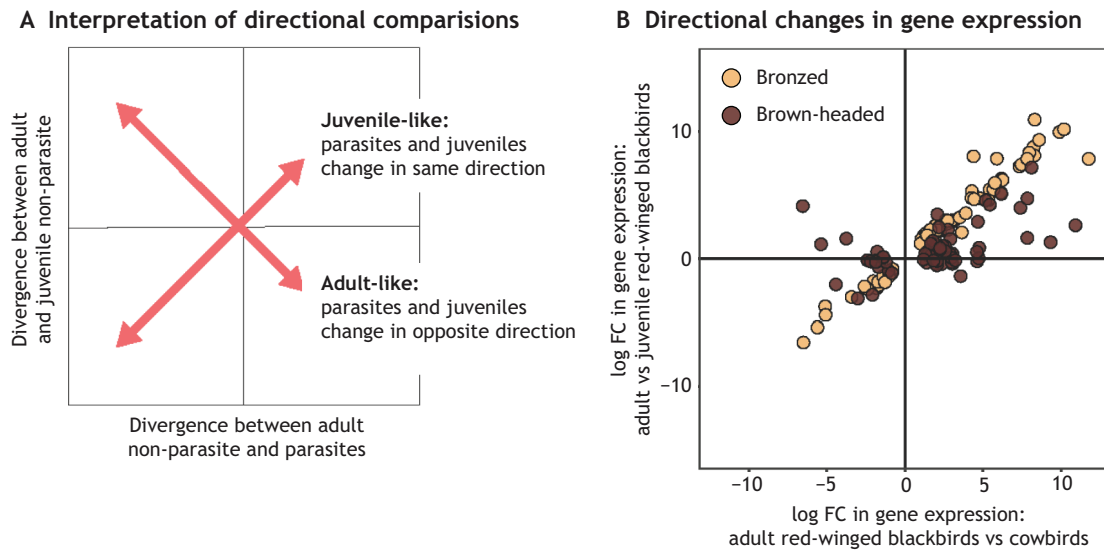 A Interpretation of directional comparisions
Divergence between adult
and juvenile non-parasite
Juvenile-like:
parasites and juveniles
change in same direction
Adult-like:
parasites and juveniles
change in opposite direction
Divergence between adult
non-parasite and parasites
B Directional changes in gene expression
log FC in gene expression:
adult vs juvenile red-winged blackbirds
Bronzed
Brown-headed
10
0
−10
−10
−5
0
5
10
log FC in gene expression:
adult red-winged blackbirds vs cowbirds